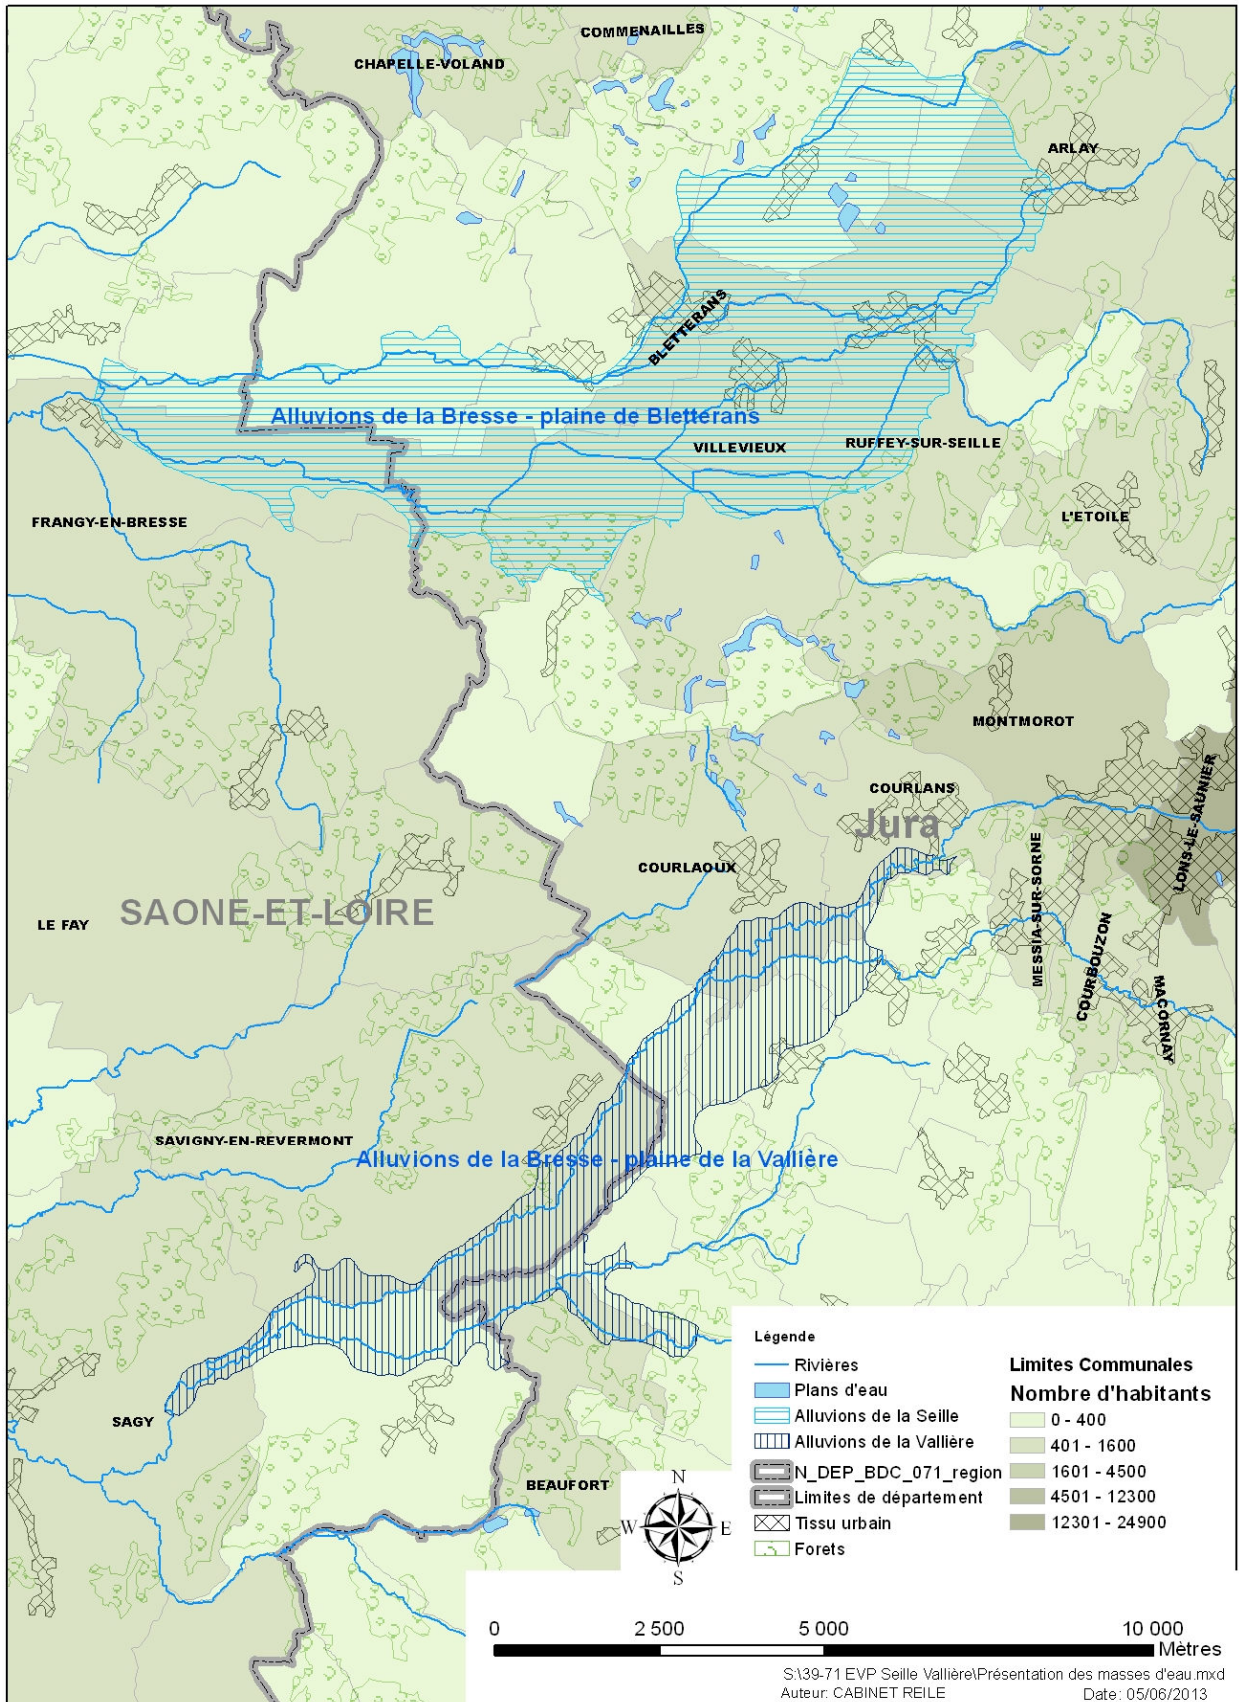 COMMENAILLES
CHAPELLE-VOLAND
ARLAY
BLETTERANS
Alluvions de la Bresse - plaine de Bletterans
VILLEVIEUX
RUFFEY-SUR-SEILLE
FRANGY-EN-BRESSE
L'ETOILE
MONTMOROT
COURLANS
LONS-LE-SAUNIER
Jura
COURLAOUX
MESSIA-SUR-SORNE
SAONE-ET-LOIRE
LE FAY
COURBOUZON
MACORNAY
SAVIGNY-EN-REVERMONT
Alluvions de la Bresse - plaine de la Vallière
SAGY
BEAUFORT
N
W E
S
Légende
Rivières
Plans d'eau
Alluvions de la Seille
Alluvions de la Vallière
N_DEP_BDC_071_region
Limites de département
Tissu urbain
Forets
Limites Communales
Nombre d'habitants
0 - 400
401 - 1600
1601 - 4500
4501 - 12300
12301 - 24900
0 2 500 5 000 10 000
Mètres
S:\39-71 EVP Seille Vallière\Présentation des masses d'eau.mxd
Auteur: CABINET REILE Date: 05/06/2013